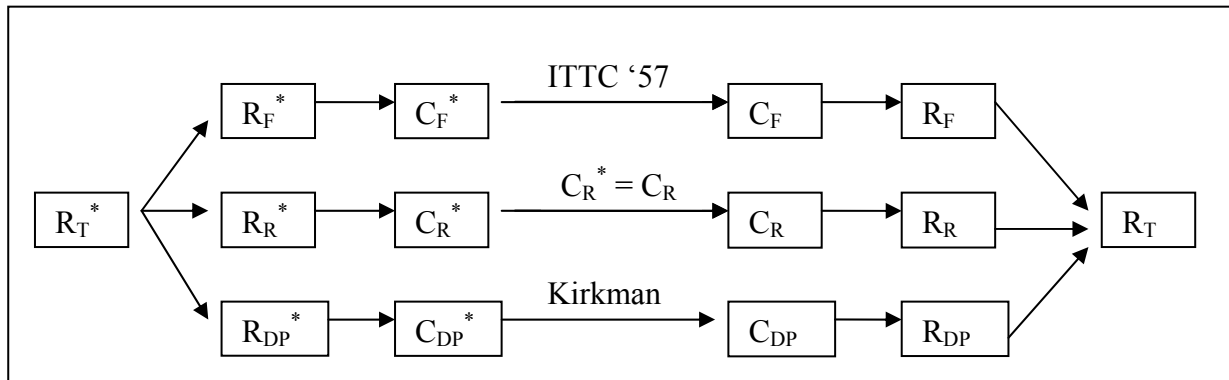 ITTC ‘57
R_F^* C_F^* C_F R_F
C_R^* = C_R
R_T^* R_R^* C_R^* C_R R_R R_T
Kirkman
R_DP^* C_DP^* C_DP R_DP